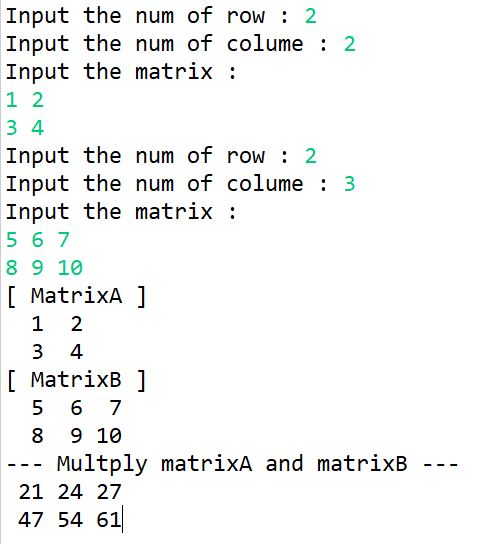 Input the num of row : 2
Input the num of colume : 2
Input the matrix :
1 2
3 4
Input the num of row : 2
Input the num of colume : 3
Input the matrix :
5 6 7
8 9 10
[ MatrixA ]
  1  2
  3  4
[ MatrixB ]
  5  6  7
  8  9 10
--- Multply matrixA and matrixB ---
 21 24 27
 47 54 61